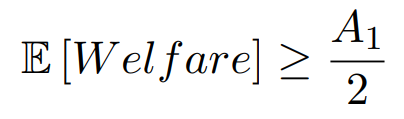 𝔼 [Welfare] ≥ A₁/2